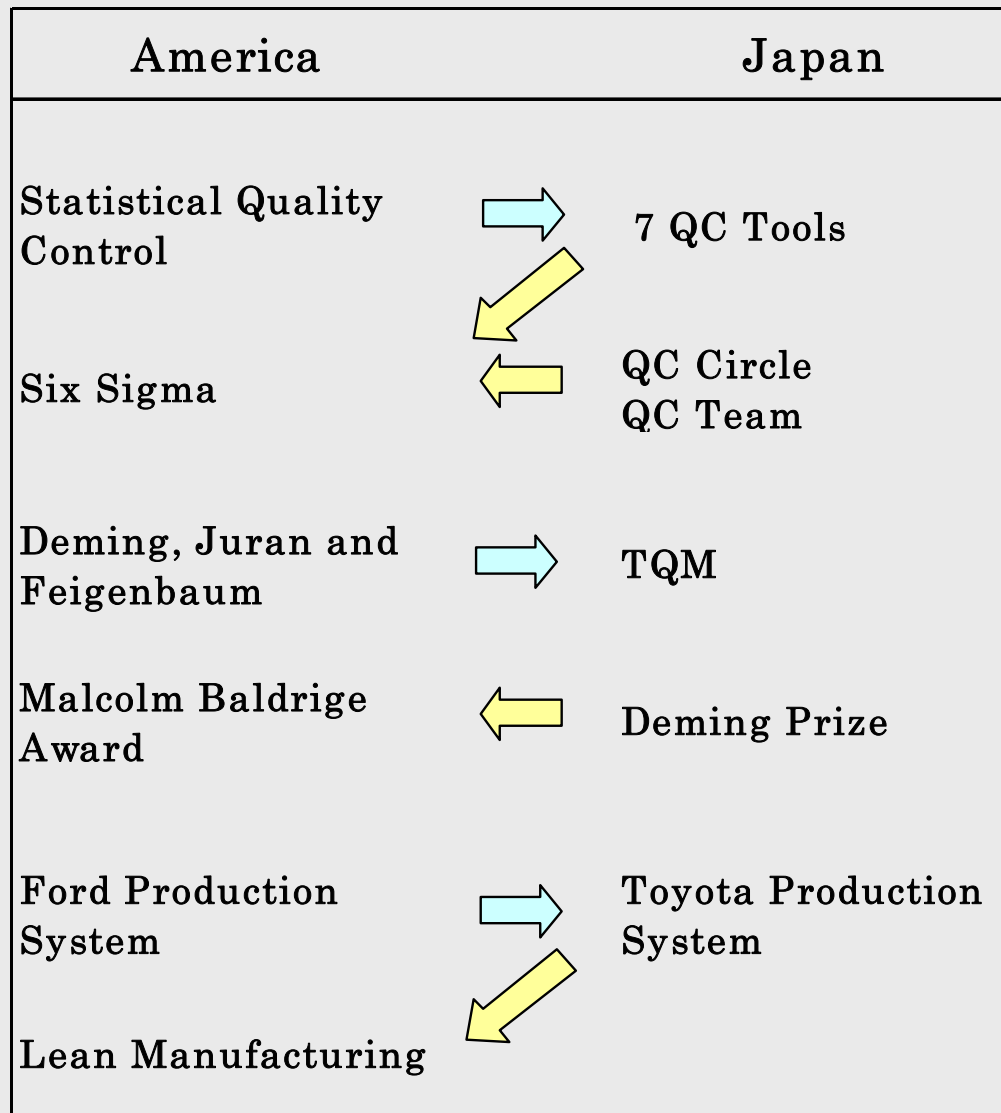 America
Japan
Statistical Quality
Control
7 QC Tools
Six Sigma
QC Circle
QC Team
Deming, Juran and
Feigenbaum
TQM
Malcolm Baldrige
Award
Deming Prize
Ford Production
System
Toyota Production
System
Lean Manufacturing